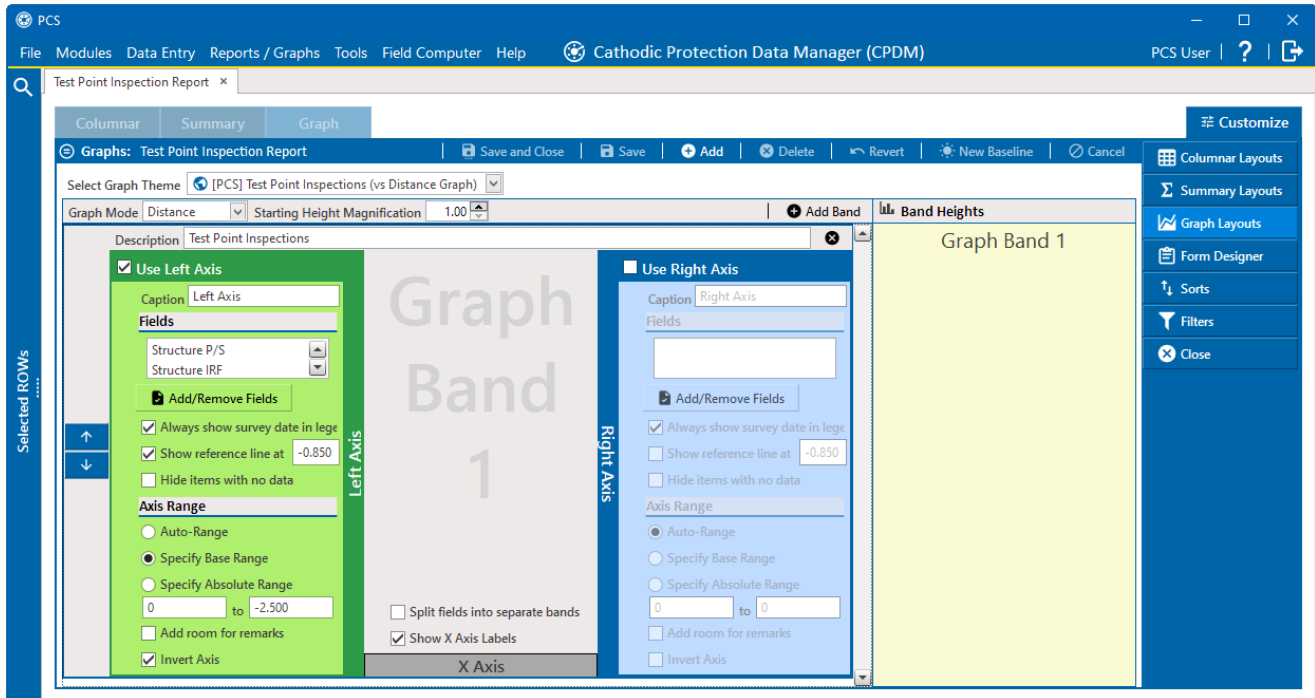 PCS
File Modules Data Entry Reports / Graphs Tools Field Computer Help Cathodic Protection Data Manager (CPDM) PCS User | ? |
Test Point Inspection Report ×
Columnar Summary Graph Customize
Graphs: Test Point Inspection Report | Save and Close | Save | Add | Delete | Revert | New Baseline | Cancel
Select Graph Theme [PCS] Test Point Inspections (vs Distance Graph)
Graph Mode Distance Starting Height Magnification 1.00 | Add Band
Band Heights
Graph Band 1
Description Test Point Inspections
Use Left Axis
Caption Left Axis
Fields
Structure P/S
Structure IRF
Add/Remove Fields
Always show survey date in lege
Show reference line at -0.850
Hide items with no data
Axis Range
Auto-Range
Specify Base Range
Specify Absolute Range
0 to -2.500
Add room for remarks
Invert Axis
Left Axis
Graph
Band
1
Split fields into separate bands
Show X Axis Labels
X Axis
Right Axis
Use Right Axis
Caption Right Axis
Fields
Add/Remove Fields
Always show survey date in lege
Show reference line at -0.850
Hide items with no data
Axis Range
Auto-Range
Specify Base Range
Specify Absolute Range
0 to 0
Add room for remarks
Invert Axis
Columnar Layouts
Summary Layouts
Graph Layouts
Form Designer
Sorts
Filters
Close
Selected ROWs